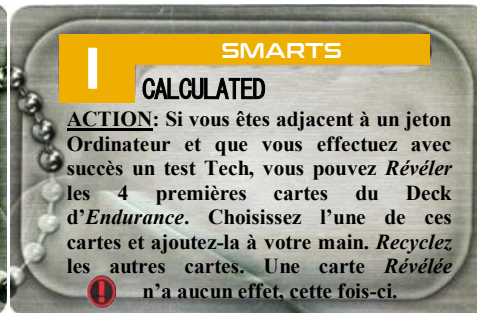 I
SMARTS
CALCULATED
ACTION: Si vous êtes adjacent à un jeton
Ordinateur et que vous effectuez avec
succès un test Tech, vous pouvez Révéler
les 4 premières cartes du Deck
d'Endurance. Choisissez l'une de ces
cartes et ajoutez-la à votre main. Recyclez
les autres cartes. Une carte Révélée
! n'a aucun effet, cette fois-ci.